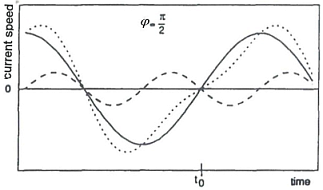 φ= π/2
current speed
0
t₀
time